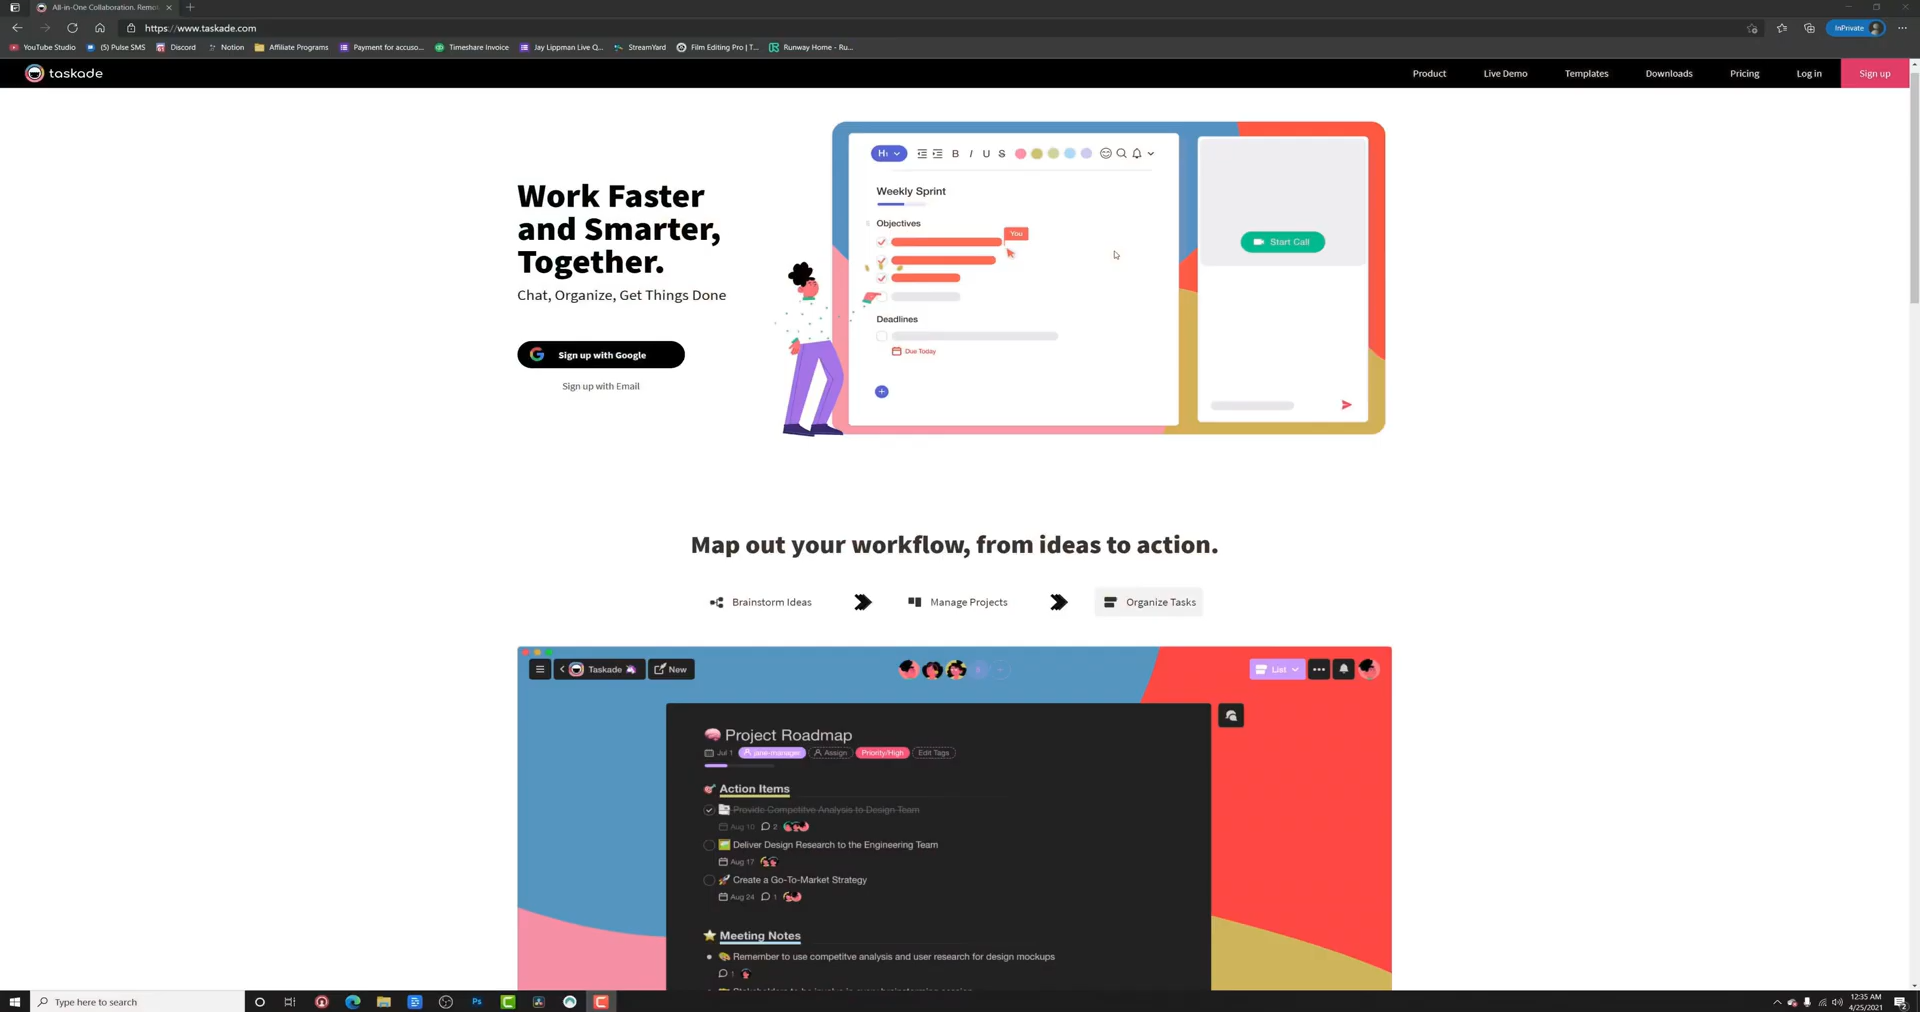 All-in-One Collaboration. Remot
https://www.taskade.com
InPrivate
YouTube Studio
(5) Pulse SMS
Discord
Notion
Affiliate Programs
Payment for accuso...
Timeshare Invoice
Jay Lippman Live Q...
StreamYard
Film Editing Pro | T...
Runway Home - Ru...
taskade
Product
Live Demo
Templates
Downloads
Pricing
Log in
Sign up
H1
B I U S
Work Faster
and Smarter,
Together.
Chat, Organize, Get Things Done
Sign up with Google
Sign up with Email
Weekly Sprint
Objectives
You
Deadlines
Due Today
Start Call
Map out your workflow, from ideas to action.
Brainstorm Ideas
Manage Projects
Organize Tasks
Taskade
New
List
Project Roadmap
Jul 1
jane-manager
Assign
Priority/High
Edit Tags
Action Items
Provide Competitve Analysis to Design Team
Aug 10
2
Deliver Design Research to the Engineering Team
Aug 17
Create a Go-To-Market Strategy
Aug 24
1
Meeting Notes
Remember to use competitve analysis and user research for design mockups
1
Type here to search
Ps
12:35 AM
4/25/2021
2